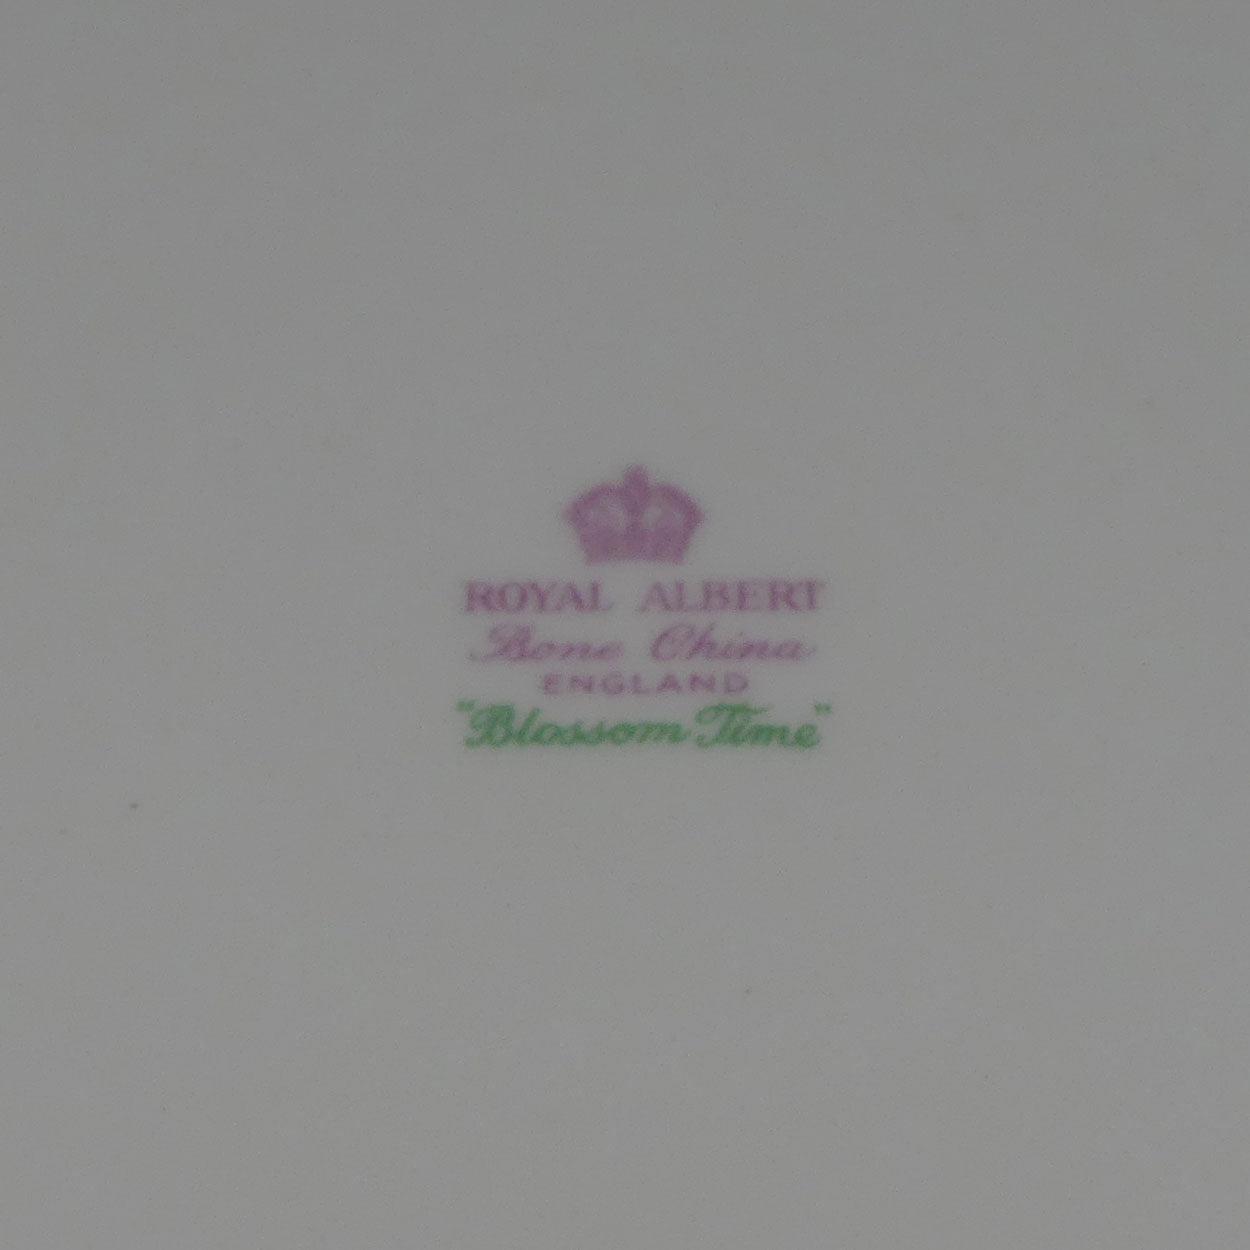 ROYAL ALBERT
Bone China
ENGLAND
"Blossom Time"